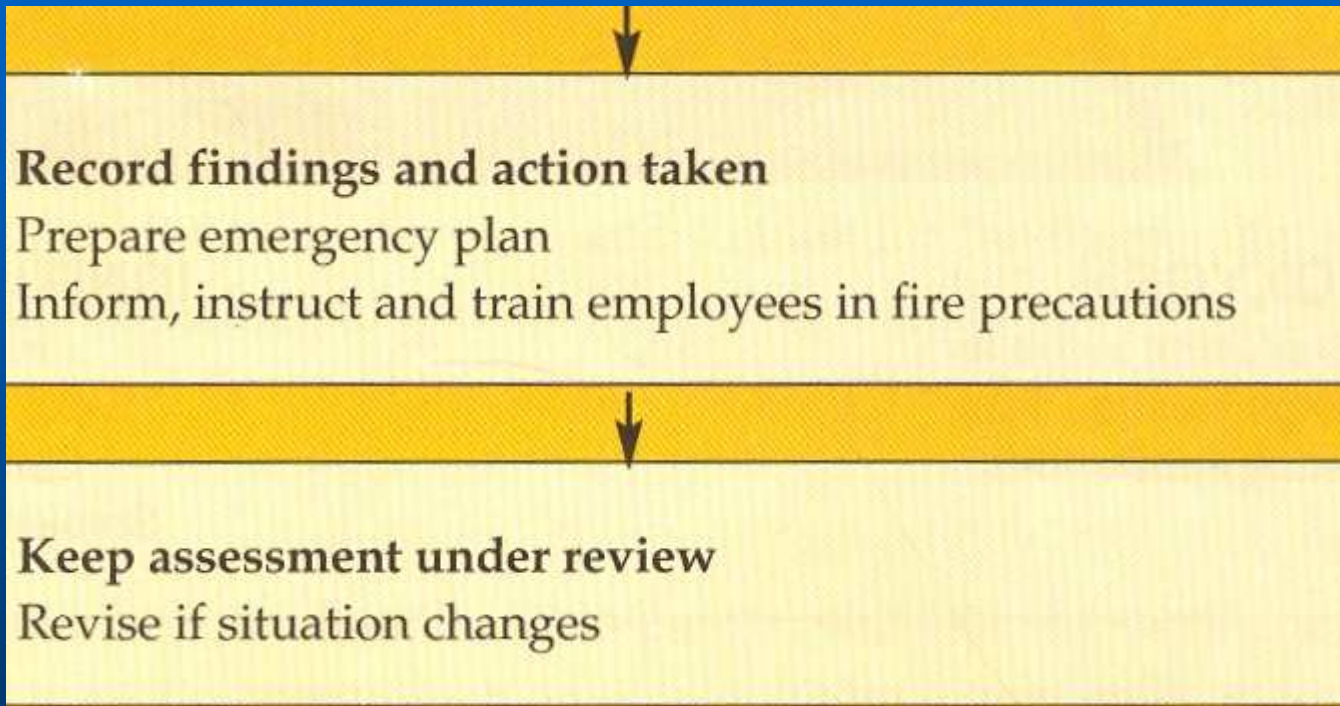 Record findings and action taken
Prepare emergency plan
Inform, instruct and train employees in fire precautions
Keep assessment under review
Revise if situation changes